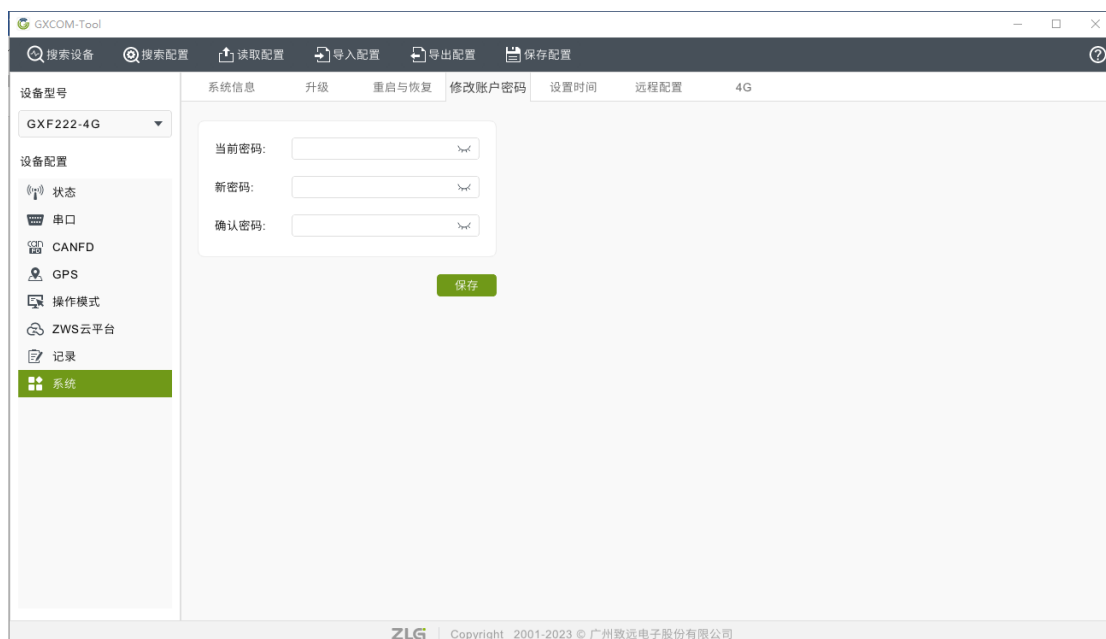 GXCOM-Tool
搜索设备 搜索配置 读取配置 导入配置 导出配置 保存配置
设备型号
GXF222-4G
设备配置
状态
串口
CANFD
GPS
操作模式
ZWS云平台
记录
系统
系统信息 升级 重启与恢复 修改账户密码 设置时间 远程配置 4G
当前密码:
新密码:
确认密码:
保存
ZLG Copyright 2001-2023 © 广州致远电子股份有限公司